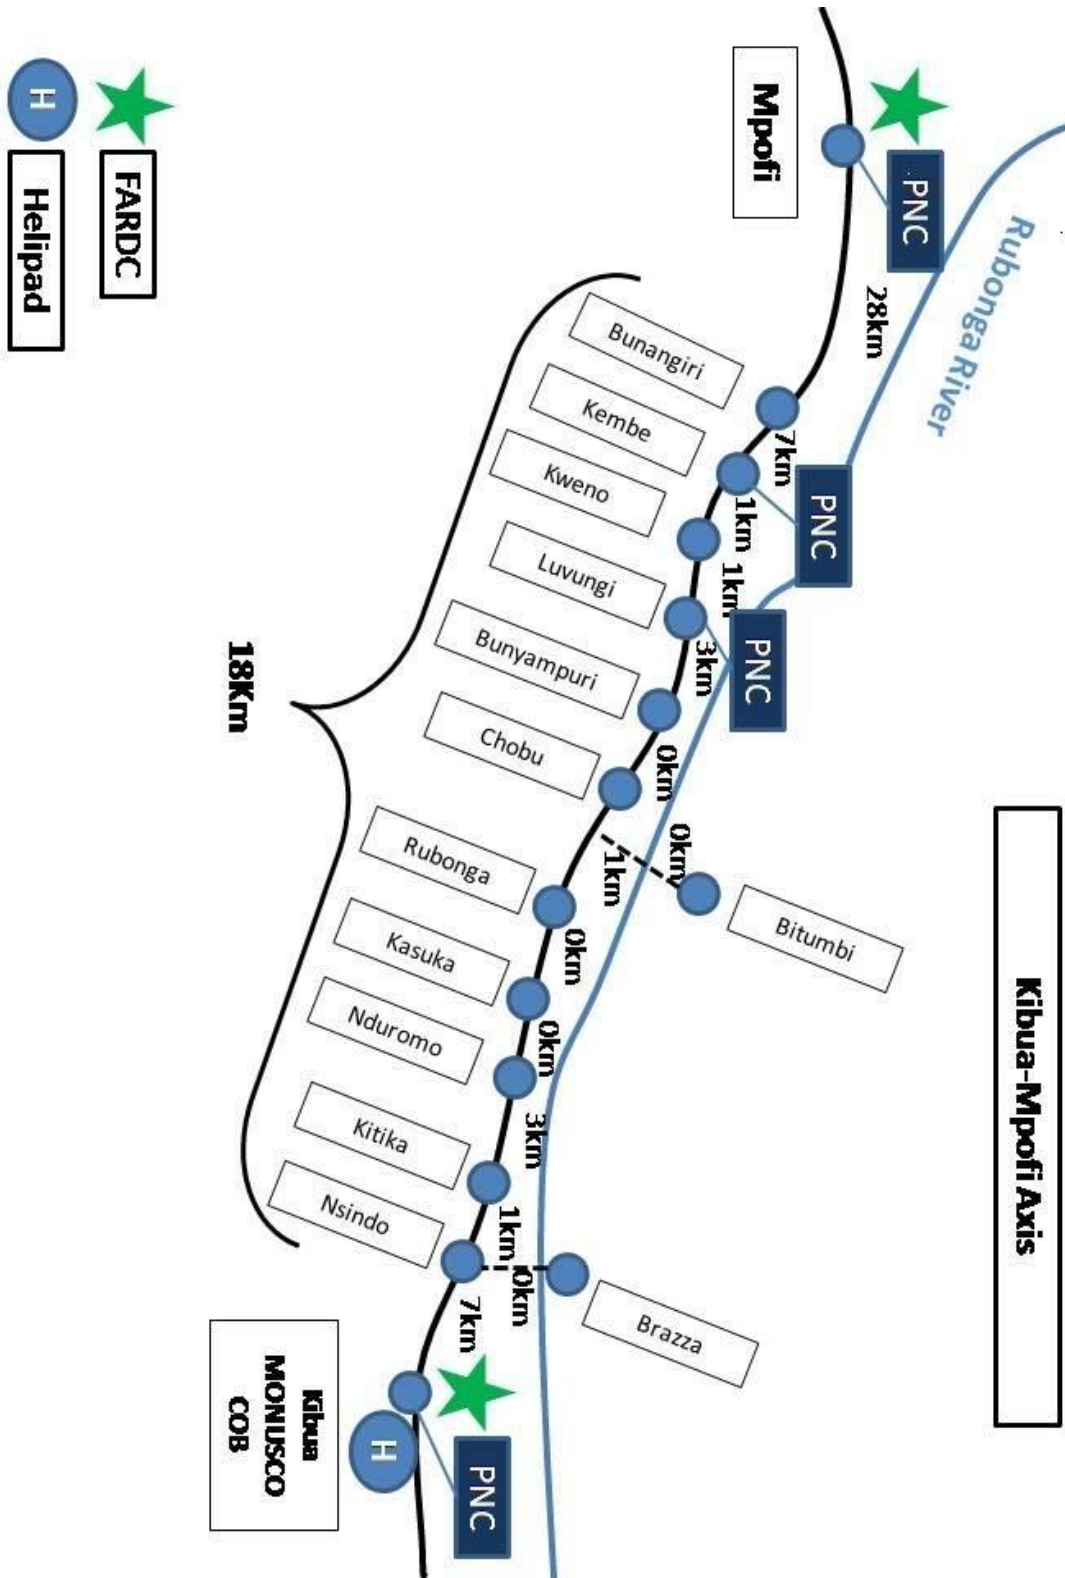 Kibua-Mpofi Axis
Rubonga River
PNC
28km
Mpofi
PNC
PNC
7km
1km
1km
3km
0km
0km
1km
0km
0km
3km
1km
0km
7km
PNC
Bitumbi
Brazza
Bunangiri
Kembe
Kweno
Luvungi
Bunyampuri
Chobu
Rubonga
Kasuka
Nduromo
Kitika
Nsindo
Kibua
MONUSCO
COB
H
18Km
FARDC
H
Helipad